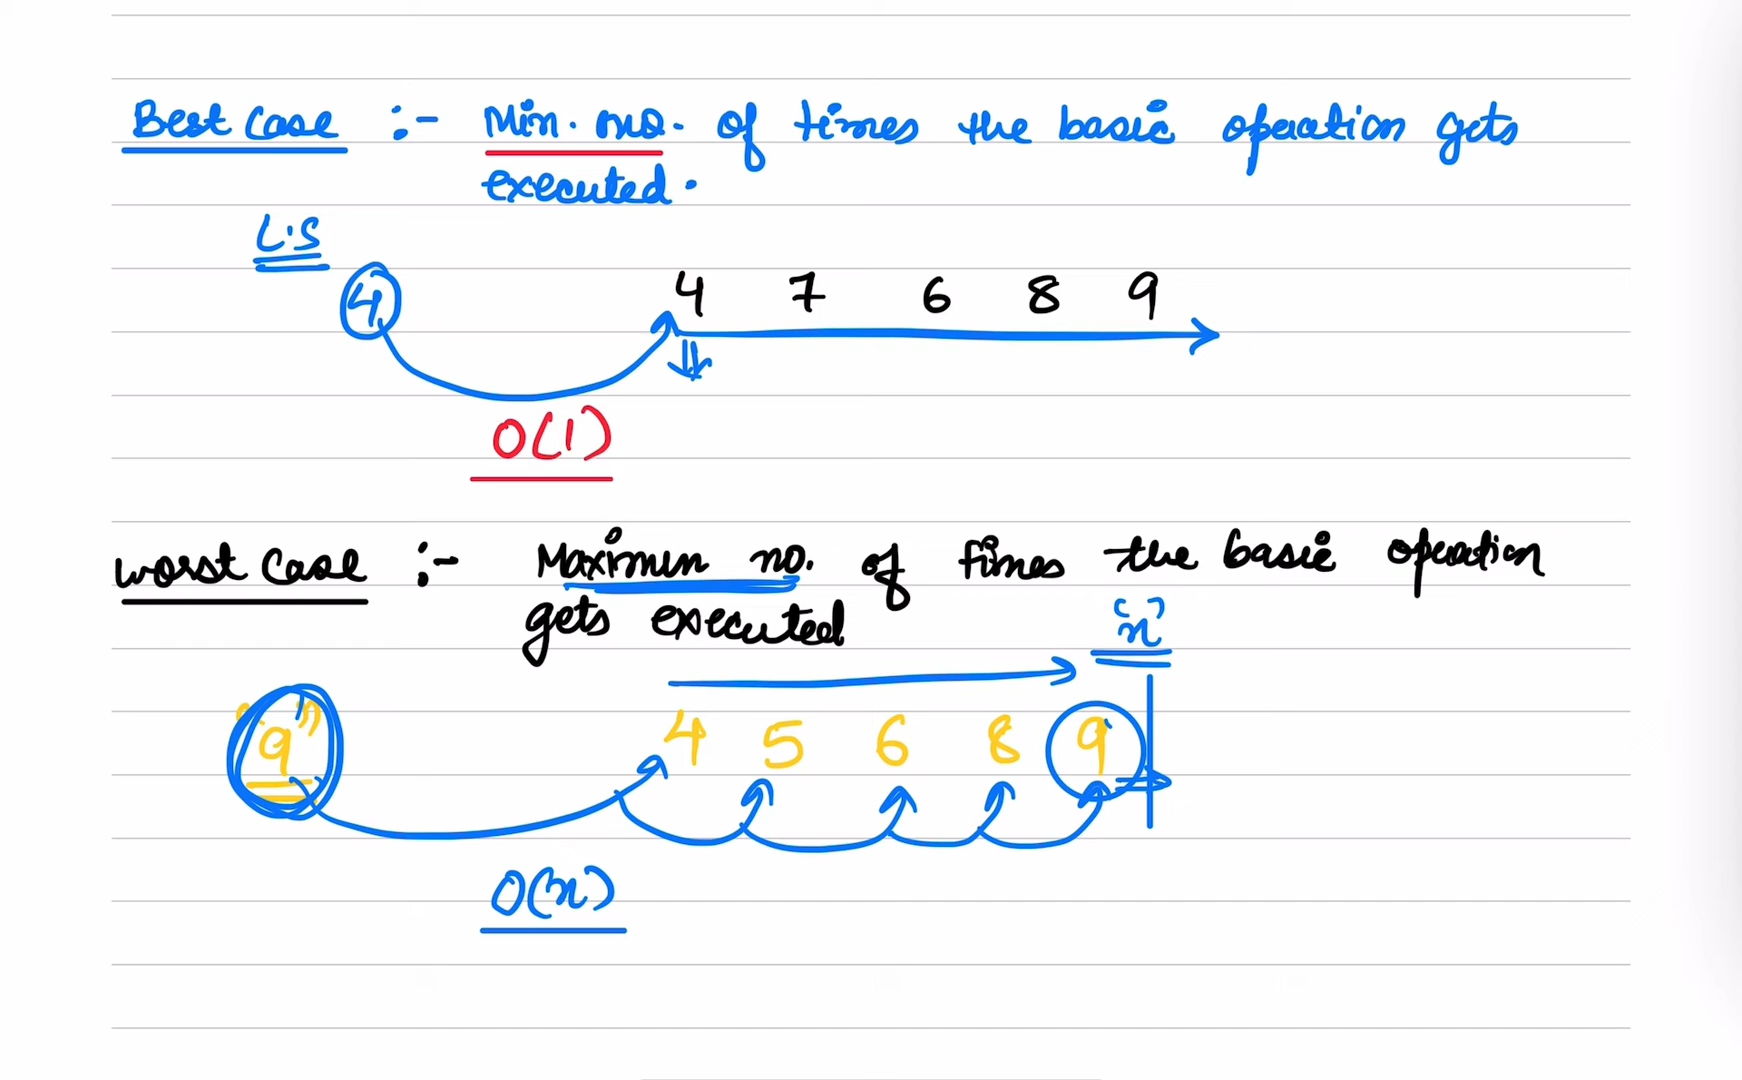 Best Case :- Min. no. of times the basic operation gets
executed.
L.S
4 4 7 6 8 9
O(1)
worst Case :- Maximum no. of times the basic operation
gets executed
"n"
"9" 4 5 6 8 9
O(n)